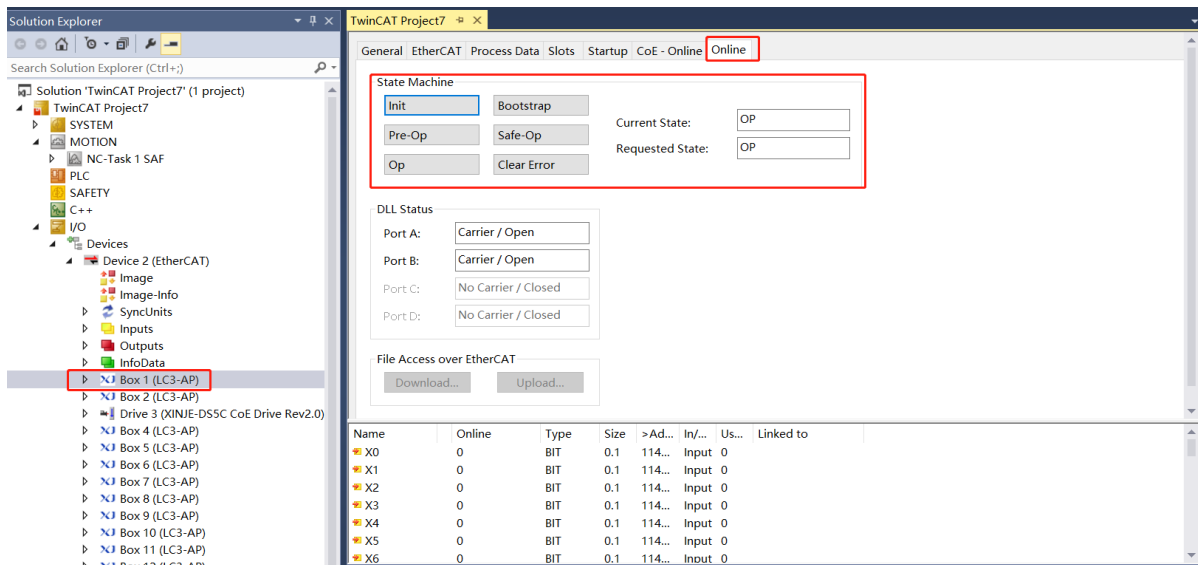 Solution Explorer
Search Solution Explorer (Ctrl+;)
Solution 'TwinCAT Project7' (1 project)
TwinCAT Project7
SYSTEM
MOTION
NC-Task 1 SAF
PLC
SAFETY
C++
I/O
Devices
Device 2 (EtherCAT)
Image
Image-Info
SyncUnits
Inputs
Outputs
InfoData
XJ Box 1 (LC3-AP)
XJ Box 2 (LC3-AP)
Drive 3 (XINJE-DS5C CoE Drive Rev2.0)
XJ Box 4 (LC3-AP)
XJ Box 5 (LC3-AP)
XJ Box 6 (LC3-AP)
XJ Box 7 (LC3-AP)
XJ Box 8 (LC3-AP)
XJ Box 9 (LC3-AP)
XJ Box 10 (LC3-AP)
XJ Box 11 (LC3-AP)
TwinCAT Project7
General EtherCAT Process Data Slots Startup CoE - Online Online
State Machine
Init Bootstrap
Pre-Op Safe-Op
Op Clear Error
Current State: OP
Requested State: OP
DLL Status
Port A: Carrier / Open
Port B: Carrier / Open
Port C: No Carrier / Closed
Port D: No Carrier / Closed
File Access over EtherCAT
Download... Upload...
Name Online Type Size >Ad... In/... Us... Linked to
X0 0 BIT 0.1 114... Input 0
X1 0 BIT 0.1 114... Input 0
X2 0 BIT 0.1 114... Input 0
X3 0 BIT 0.1 114... Input 0
X4 0 BIT 0.1 114... Input 0
X5 0 BIT 0.1 114... Input 0
X6 0 BIT 0.1 114... Input 0